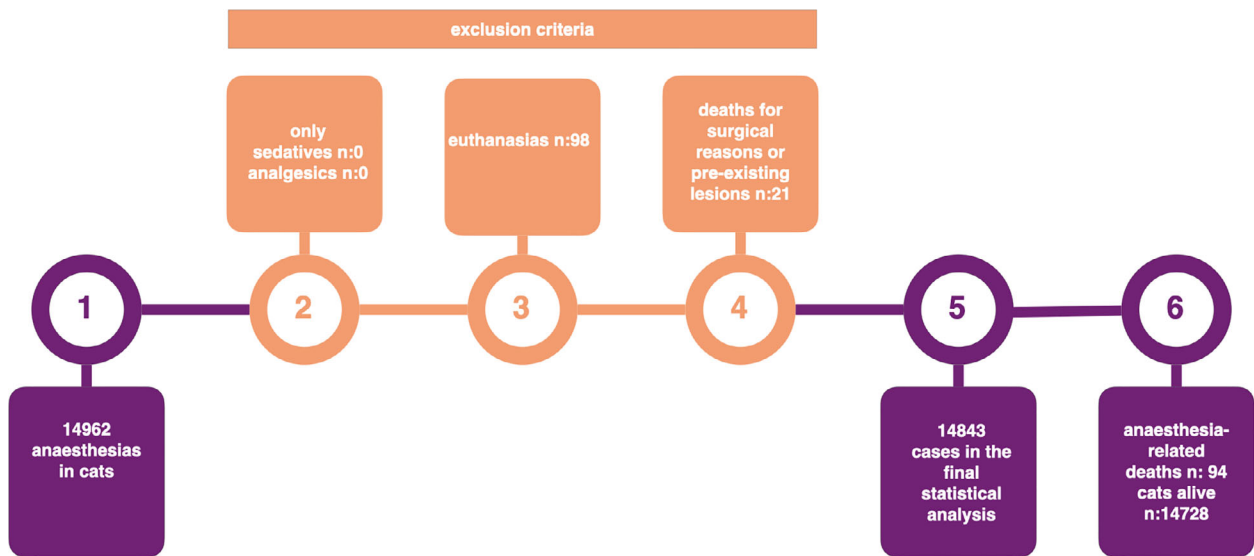 exclusion criteria
only
sedatives n:0
analgesics n:0
euthanasias n:98
deaths for
surgical
reasons or
pre-existing
lesions n:21
1
2
3
4
5
6
14962
anaesthesias
in cats
14843
cases in the
final
statistical
analysis
anaesthesia-
related
deaths n: 94
cats alive
n:14728